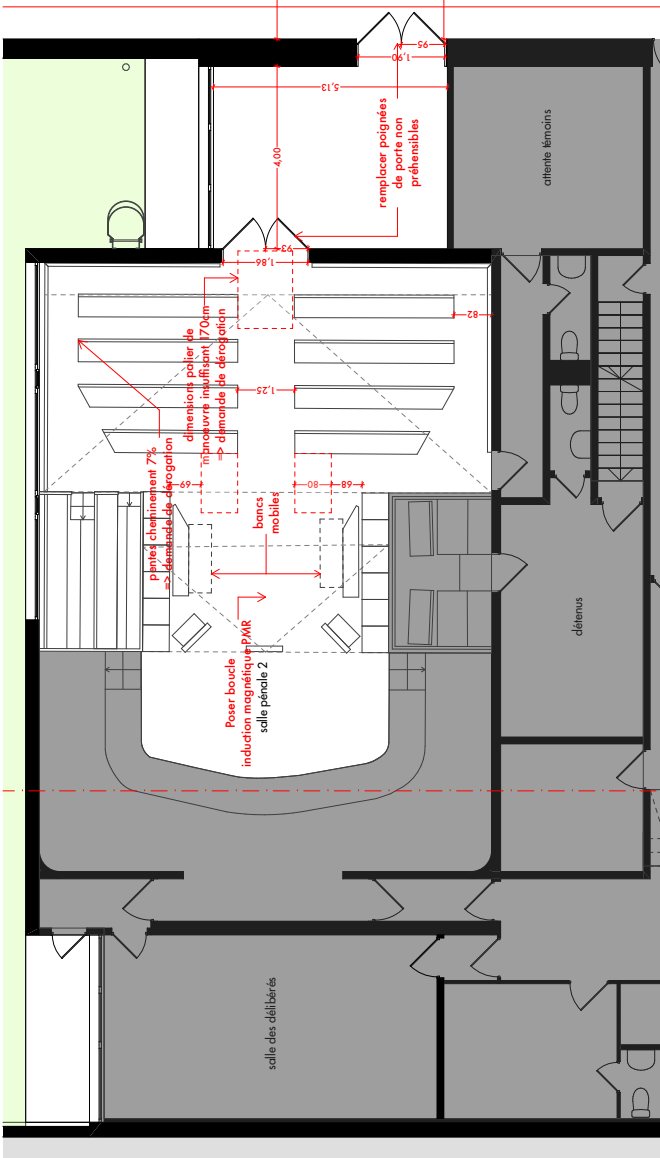 95
1,90
5,13
4,00
remplacer poignées
de porte non
préhensibles
attente témoins
93
1,86
82
dimensions palier de
manoeuvre insuffisant 170cm
=> demande de dérogation
1,25
pentes cheminement 7%
=> demande de dérogation
69
80
68
bancs
mobiles
détenus
Poser boucle
induction magnétique PMR
salle pénale 2
salle des délibérés